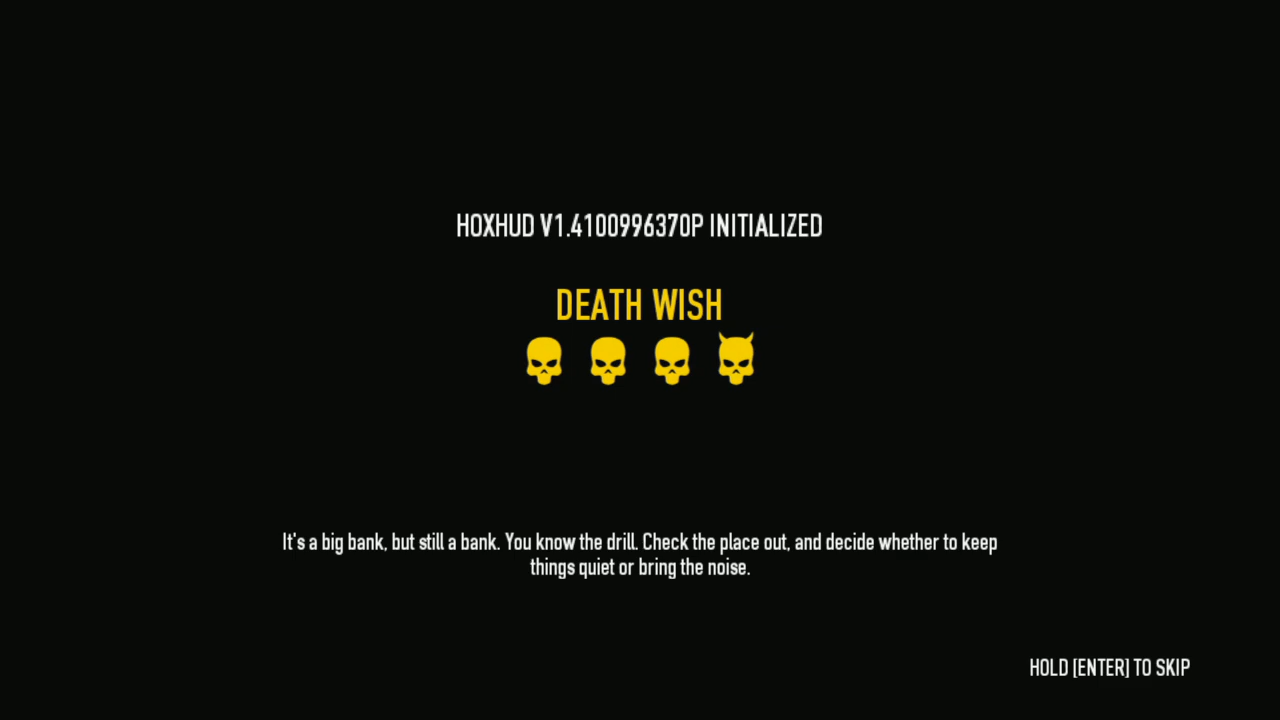 HOXHUD V1.4100996370P INITIALIZED
DEATH WISH
It's a big bank, but still a bank. You know the drill. Check the place out, and decide whether to keep
things quiet or bring the noise.
HOLD [ENTER] TO SKIP